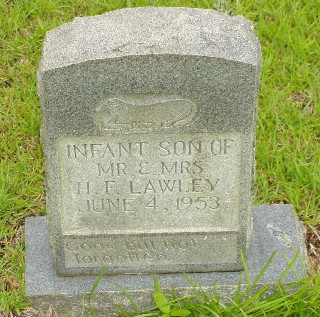 INFANT SON OF
MR & MRS
H. F. LAWLEY
JUNE 4, 1953
Gone but not
forgotten